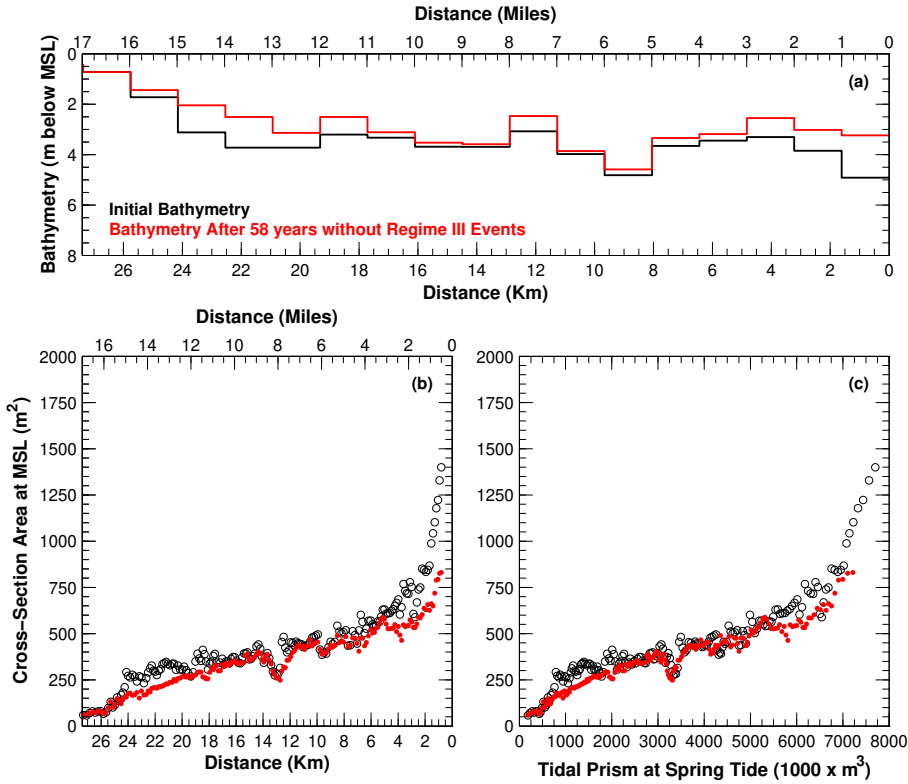 Distance (Miles)
17 16 15 14 13 12 11 10 9 8 7 6 5 4 3 2 1 0
Bathymetry (m below MSL)
0
2
4
6
8
(a)
Initial Bathymetry
Bathymetry After 58 years without Regime III Events
26 24 22 20 18 16 14 12 10 8 6 4 2 0
Distance (Km)
Distance (Miles)
16 14 12 10 8 6 4 2 0
Cross−Section Area at MSL (m²)
2000
1750
1500
1250
1000
750
500
250
0
(b)
26 24 22 20 18 16 14 12 10 8 6 4 2 0
Distance (Km)
2000
1750
1500
1250
1000
750
500
250
0
(c)
0 1000 2000 3000 4000 5000 6000 7000 8000
Tidal Prism at Spring Tide (1000 x m³)